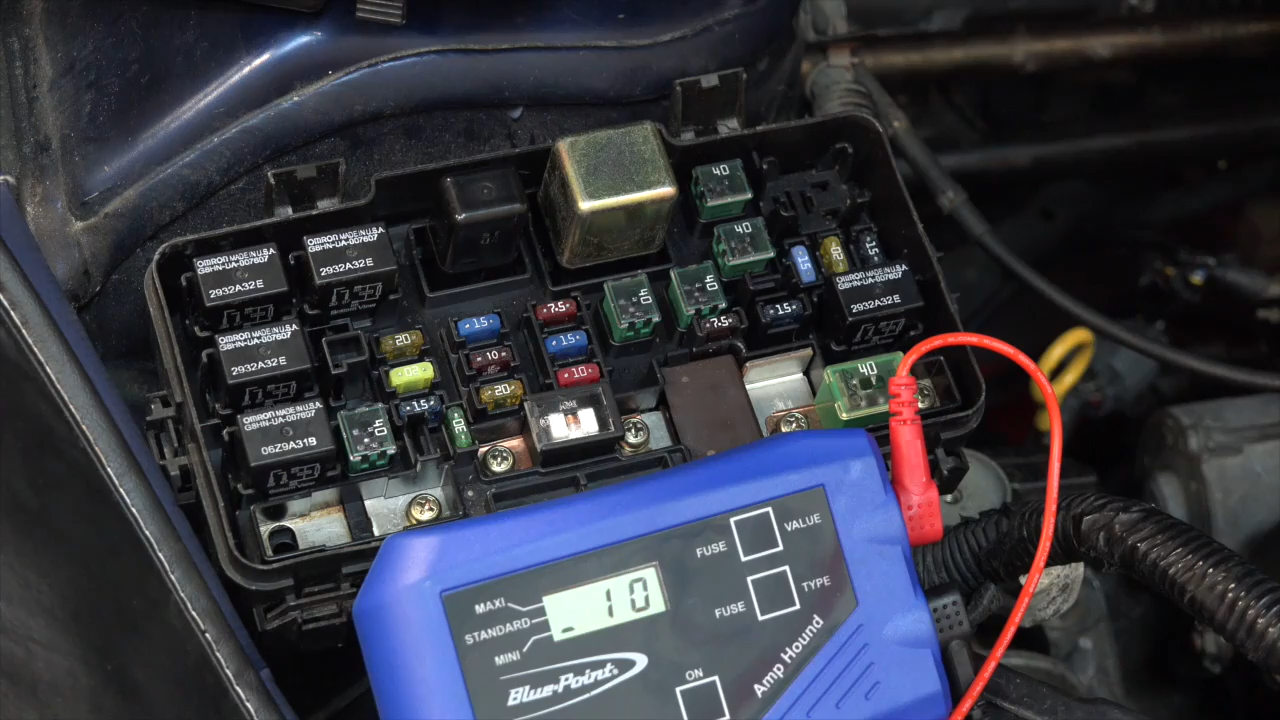 OMRON MADE IN U.S.A
G8HN-UA-007607
2932A32E
OMRON MADE IN U.S.A
G8HN-UA-007607
2932A32E
OMRON MADE IN U.S.A
G8HN-UA-007607
2932A32E
OMRON MADE IN U.S.A
G8HN-UA-007607
06Z9A319
OMRON MADE IN U.S.A
G8HN-UA-007607
2932A32E
40
40
40
40
40
40
20
20
15
30
15
10
20
7.5
15
10
7.5
15
15
20
15
FUSE VALUE
FUSE TYPE
MAXI
STANDARD
MINI
10
Blue-Point
ON
Amp Hound